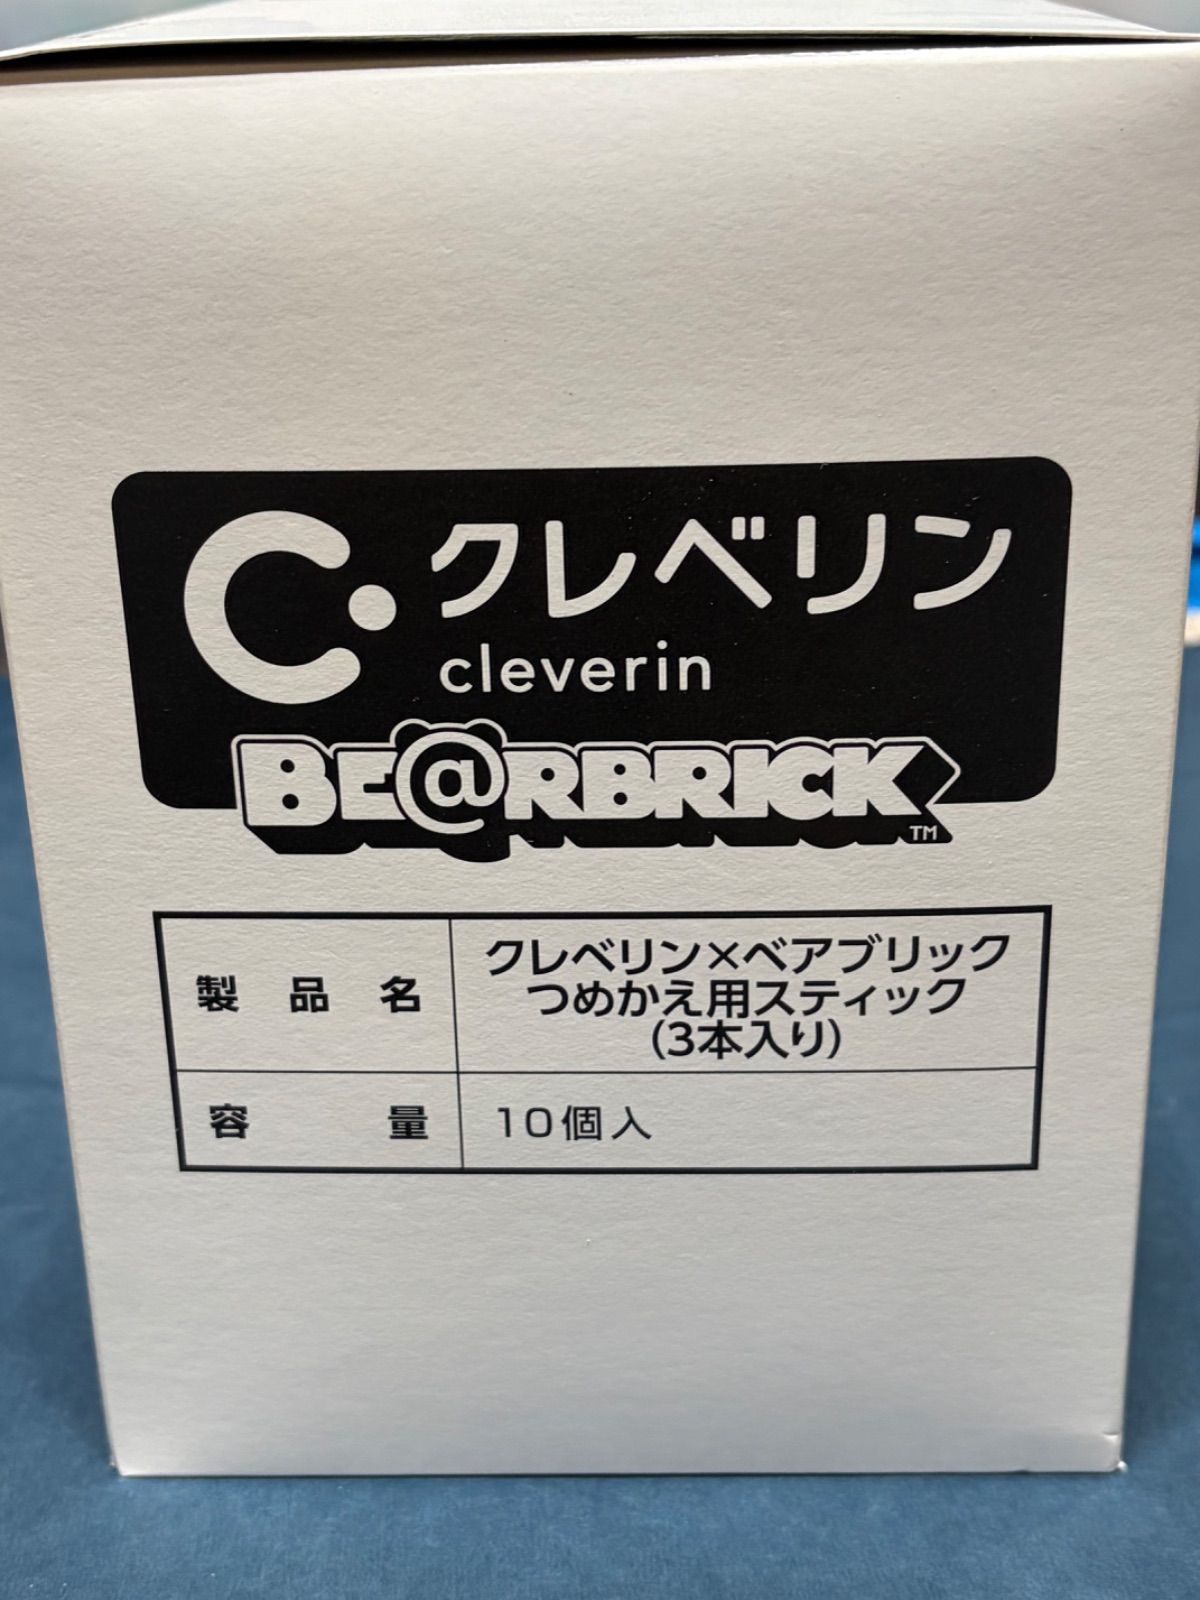 クレベリン
cleverin
BE@RBRICK
TM
製品名
クレベリン×ベアブリック
つめかえ用スティック
(3本入り)
容量
10個入